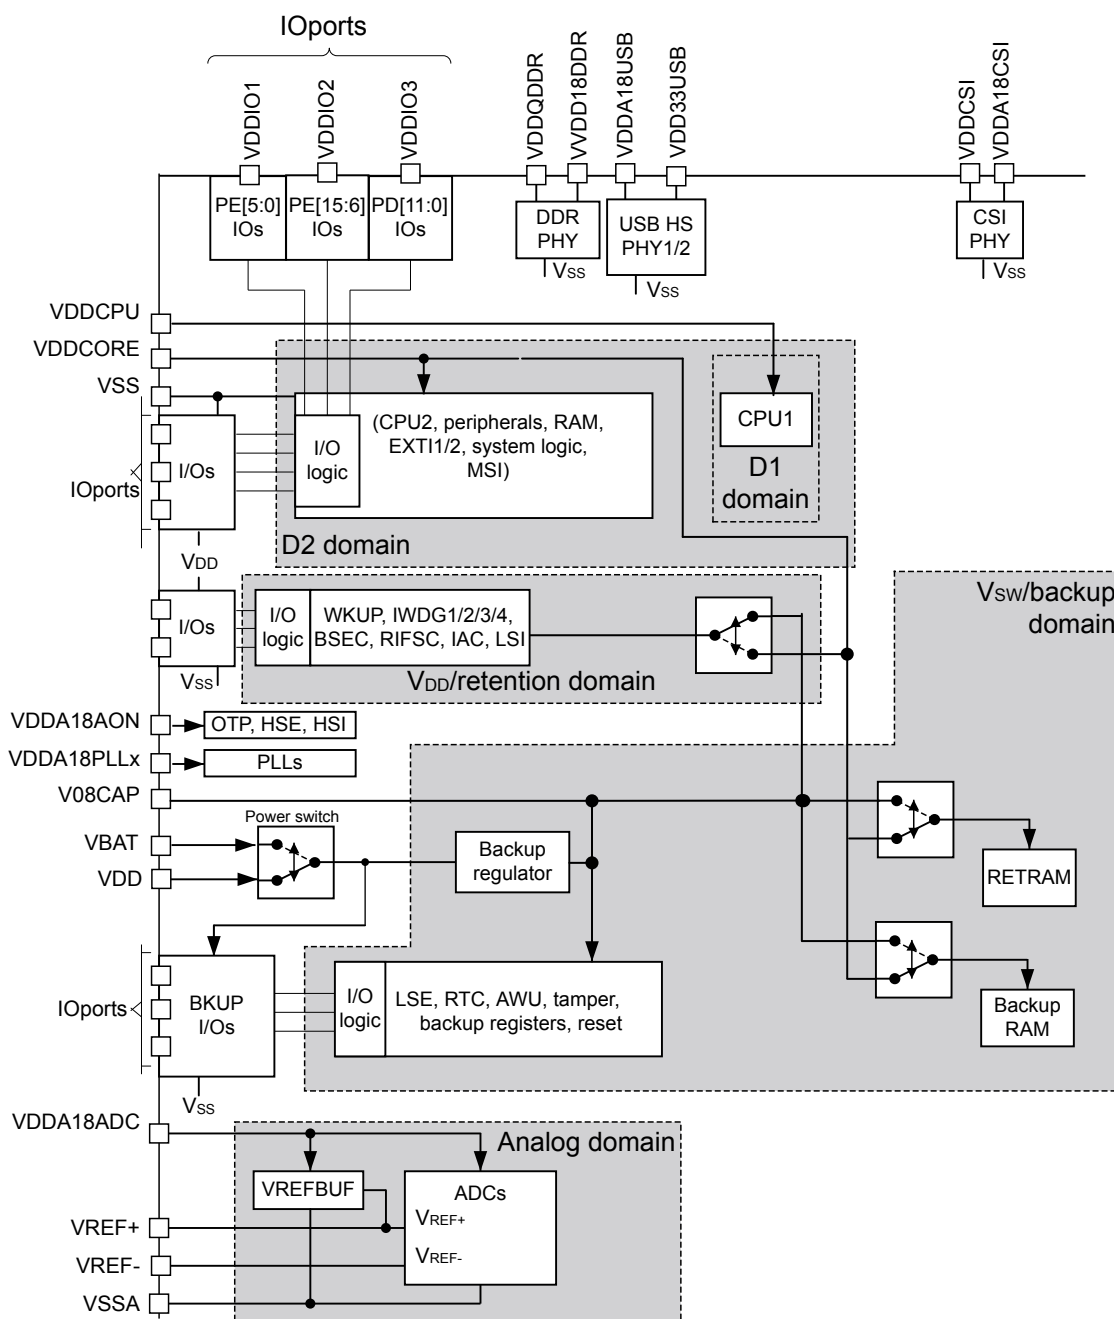 IOports
VDDIO1
VDDIO2
VDDIO3
VDDQDDR
VVDD18DDR
VDDA18USB
VDD33USB
VDDCSI
VDDA18CSI
PE[5:0]
IOs
PE[15:6]
IOs
PD[11:0]
IOs
DDR
PHY
VSS
USB HS
PHY1/2
VSS
CSI
PHY
VSS
VDDCPU
VDDCORE
VSS
IOports
I/Os
VDD
I/O
logic
(CPU2, peripherals, RAM,
EXTI1/2, system logic,
MSI)
D2 domain
CPU1
D1
domain
I/Os
VSS
I/O
logic
WKUP, IWDG1/2/3/4,
BSEC, RIFSC, IAC, LSI
VDD/retention domain
VSW/backup
domain
VDDA18AON
OTP, HSE, HSI
VDDA18PLLx
PLLs
V08CAP
Power switch
VBAT
VDD
Backup
regulator
RETRAM
IOports
BKUP
I/Os
VSS
I/O
logic
LSE, RTC, AWU, tamper,
backup registers, reset
Backup
RAM
VDDA18ADC
Analog domain
VREFBUF
ADCs
VREF+
VREF-
VREF+
VREF-
VSSA